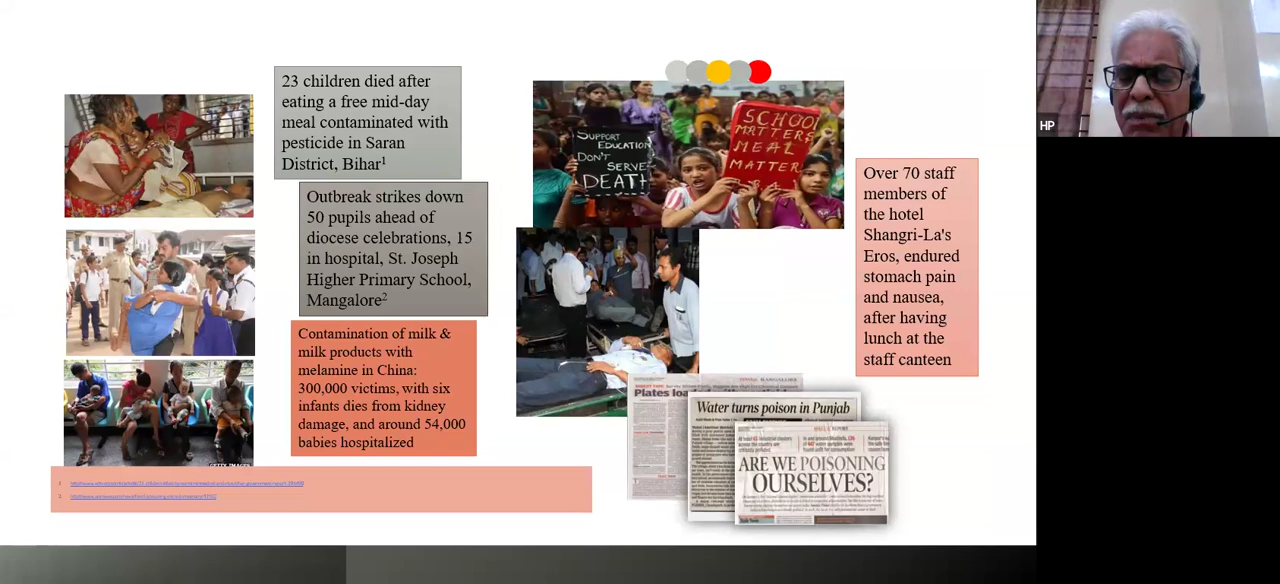 23 children died after
eating a free mid-day
meal contaminated with
pesticide in Saran
District, Bihar1
Outbreak strikes down
50 pupils ahead of
diocese celebrations, 15
in hospital, St. Joseph
Higher Primary School,
Mangalore2
Contamination of milk &
milk products with
melamine in China:
300,000 victims, with six
infants dies from kidney
damage, and around 54,000
babies hospitalized
GETTY IMAGES
SUPPORT
EDUCATION
DON'T
SERVE
DEATH
SCHOOL
MATTERS
MEAL
MATTER
Over 70 staff
members of
the hotel
Shangri-La's
Eros, endured
stomach pain
and nausea,
after having
lunch at the
staff canteen
Plates
Water turns poison in Punjab
ARE WE POISONING
OURSELVES?
1
2
HP